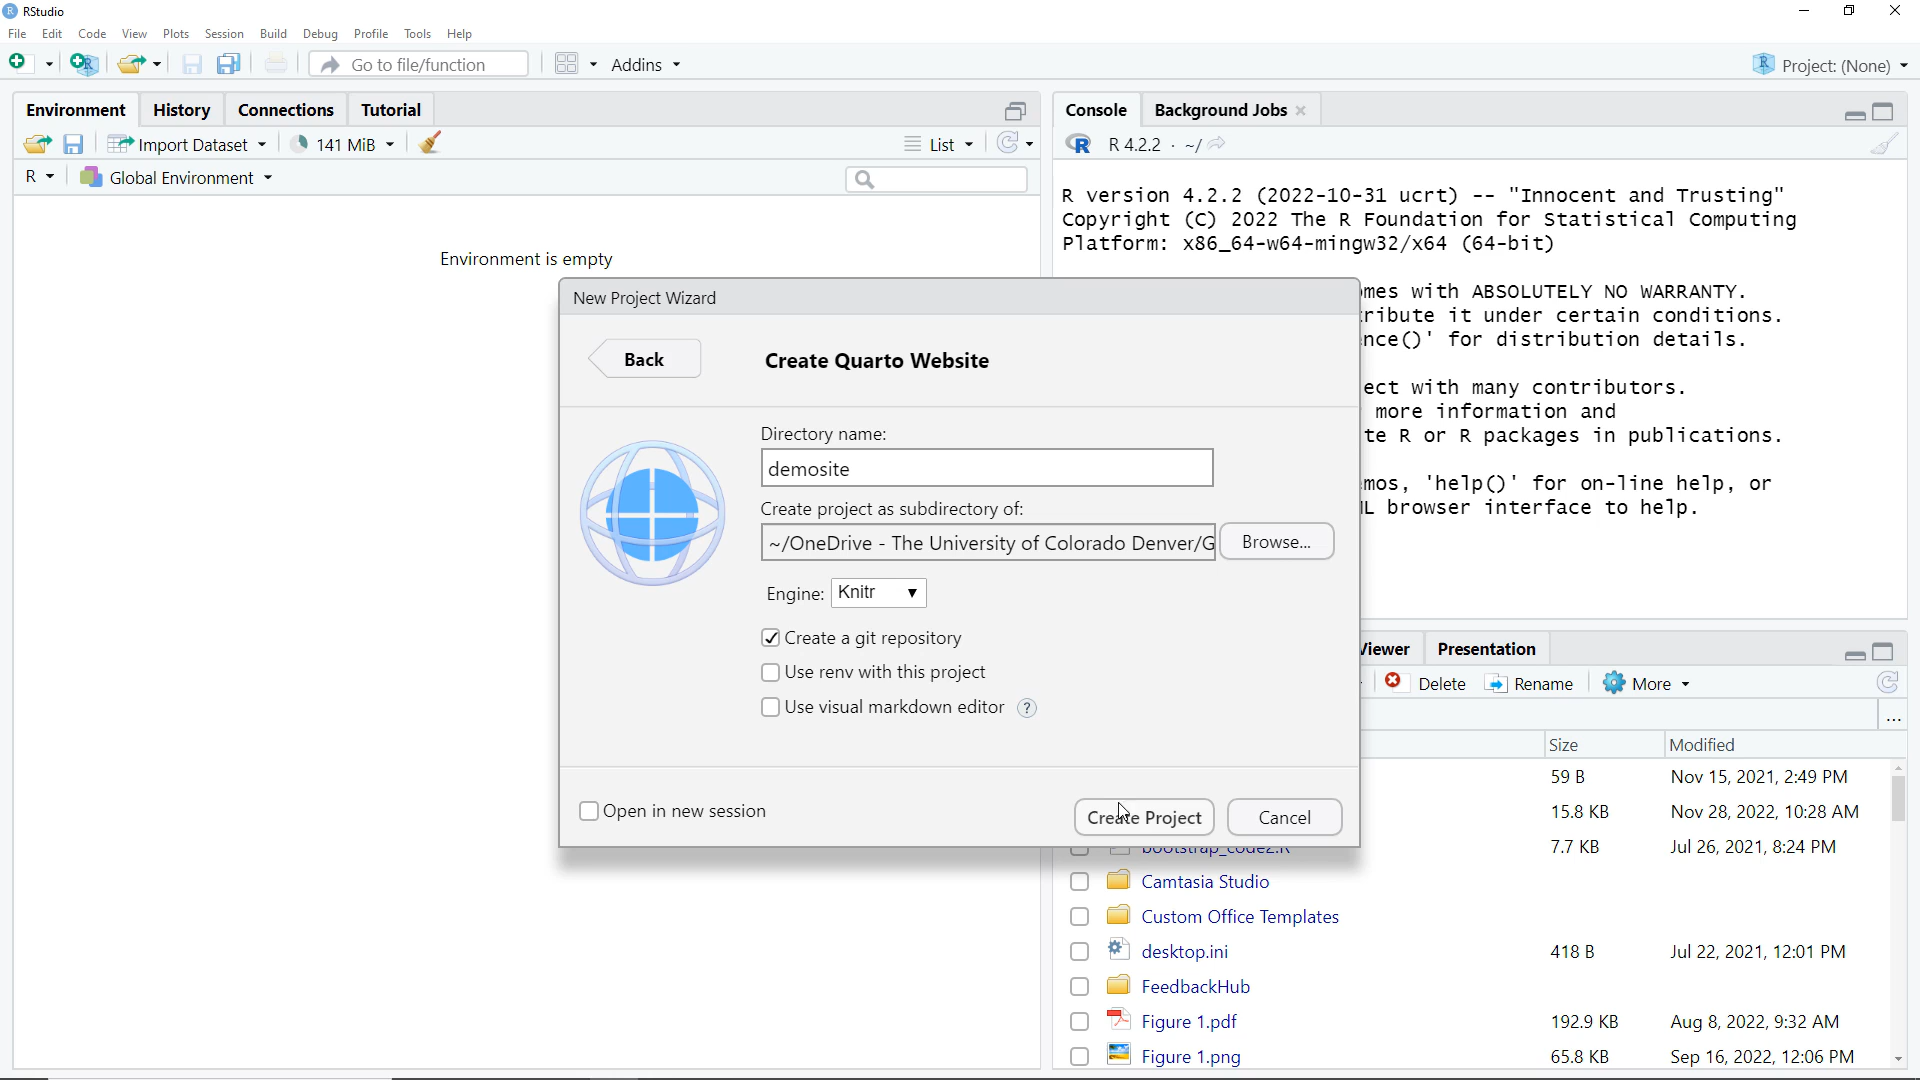 RStudio
File Edit Code View Plots Session Build Debug Profile Tools Help
Go to file/function Addins Project: (None)
Environment History Connections Tutorial
Import Dataset 141 MiB List
R Global Environment
Environment is empty
Console Background Jobs
R 4.2.2 · ~/
R version 4.2.2 (2022-10-31 ucrt) -- "Innocent and Trusting"
Copyright (C) 2022 The R Foundation for Statistical Computing
Platform: x86_64-w64-mingw32/x64 (64-bit)
mes with ABSOLUTELY NO WARRANTY.
ribute it under certain conditions.
nce()' for distribution details.
ect with many contributors.
more information and
te R or R packages in publications.
mos, 'help()' for on-line help, or
L browser interface to help.
New Project Wizard
Back Create Quarto Website
Directory name:
demosite
Create project as subdirectory of:
~/OneDrive - The University of Colorado Denver/G Browse...
Engine: Knitr
Create a git repository
Use renv with this project
Use visual markdown editor ?
Open in new session Create Project Cancel
Viewer Presentation
Delete Rename More
...
Size Modified
59 B Nov 15, 2021, 2:49 PM
15.8 KB Nov 28, 2022, 10:28 AM
bootstrap_code2.R 7.7 KB Jul 26, 2021, 8:24 PM
Camtasia Studio
Custom Office Templates
desktop.ini 418 B Jul 22, 2021, 12:01 PM
FeedbackHub
Figure 1.pdf 192.9 KB Aug 8, 2022, 9:32 AM
Figure 1.png 65.8 KB Sep 16, 2022, 12:06 PM